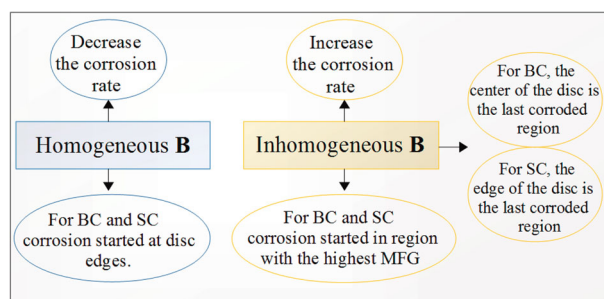 Decrease
the corrosion
rate
Homogeneous B
For BC and SC
corrosion started at disc
edges.
Increase
the corrosion
rate
Inhomogeneous B
For BC and SC
corrosion started in region
with the highest MFG
For BC, the
center of the disc is
the last corroded
region
For SC, the
edge of the disc is
the last corroded
region